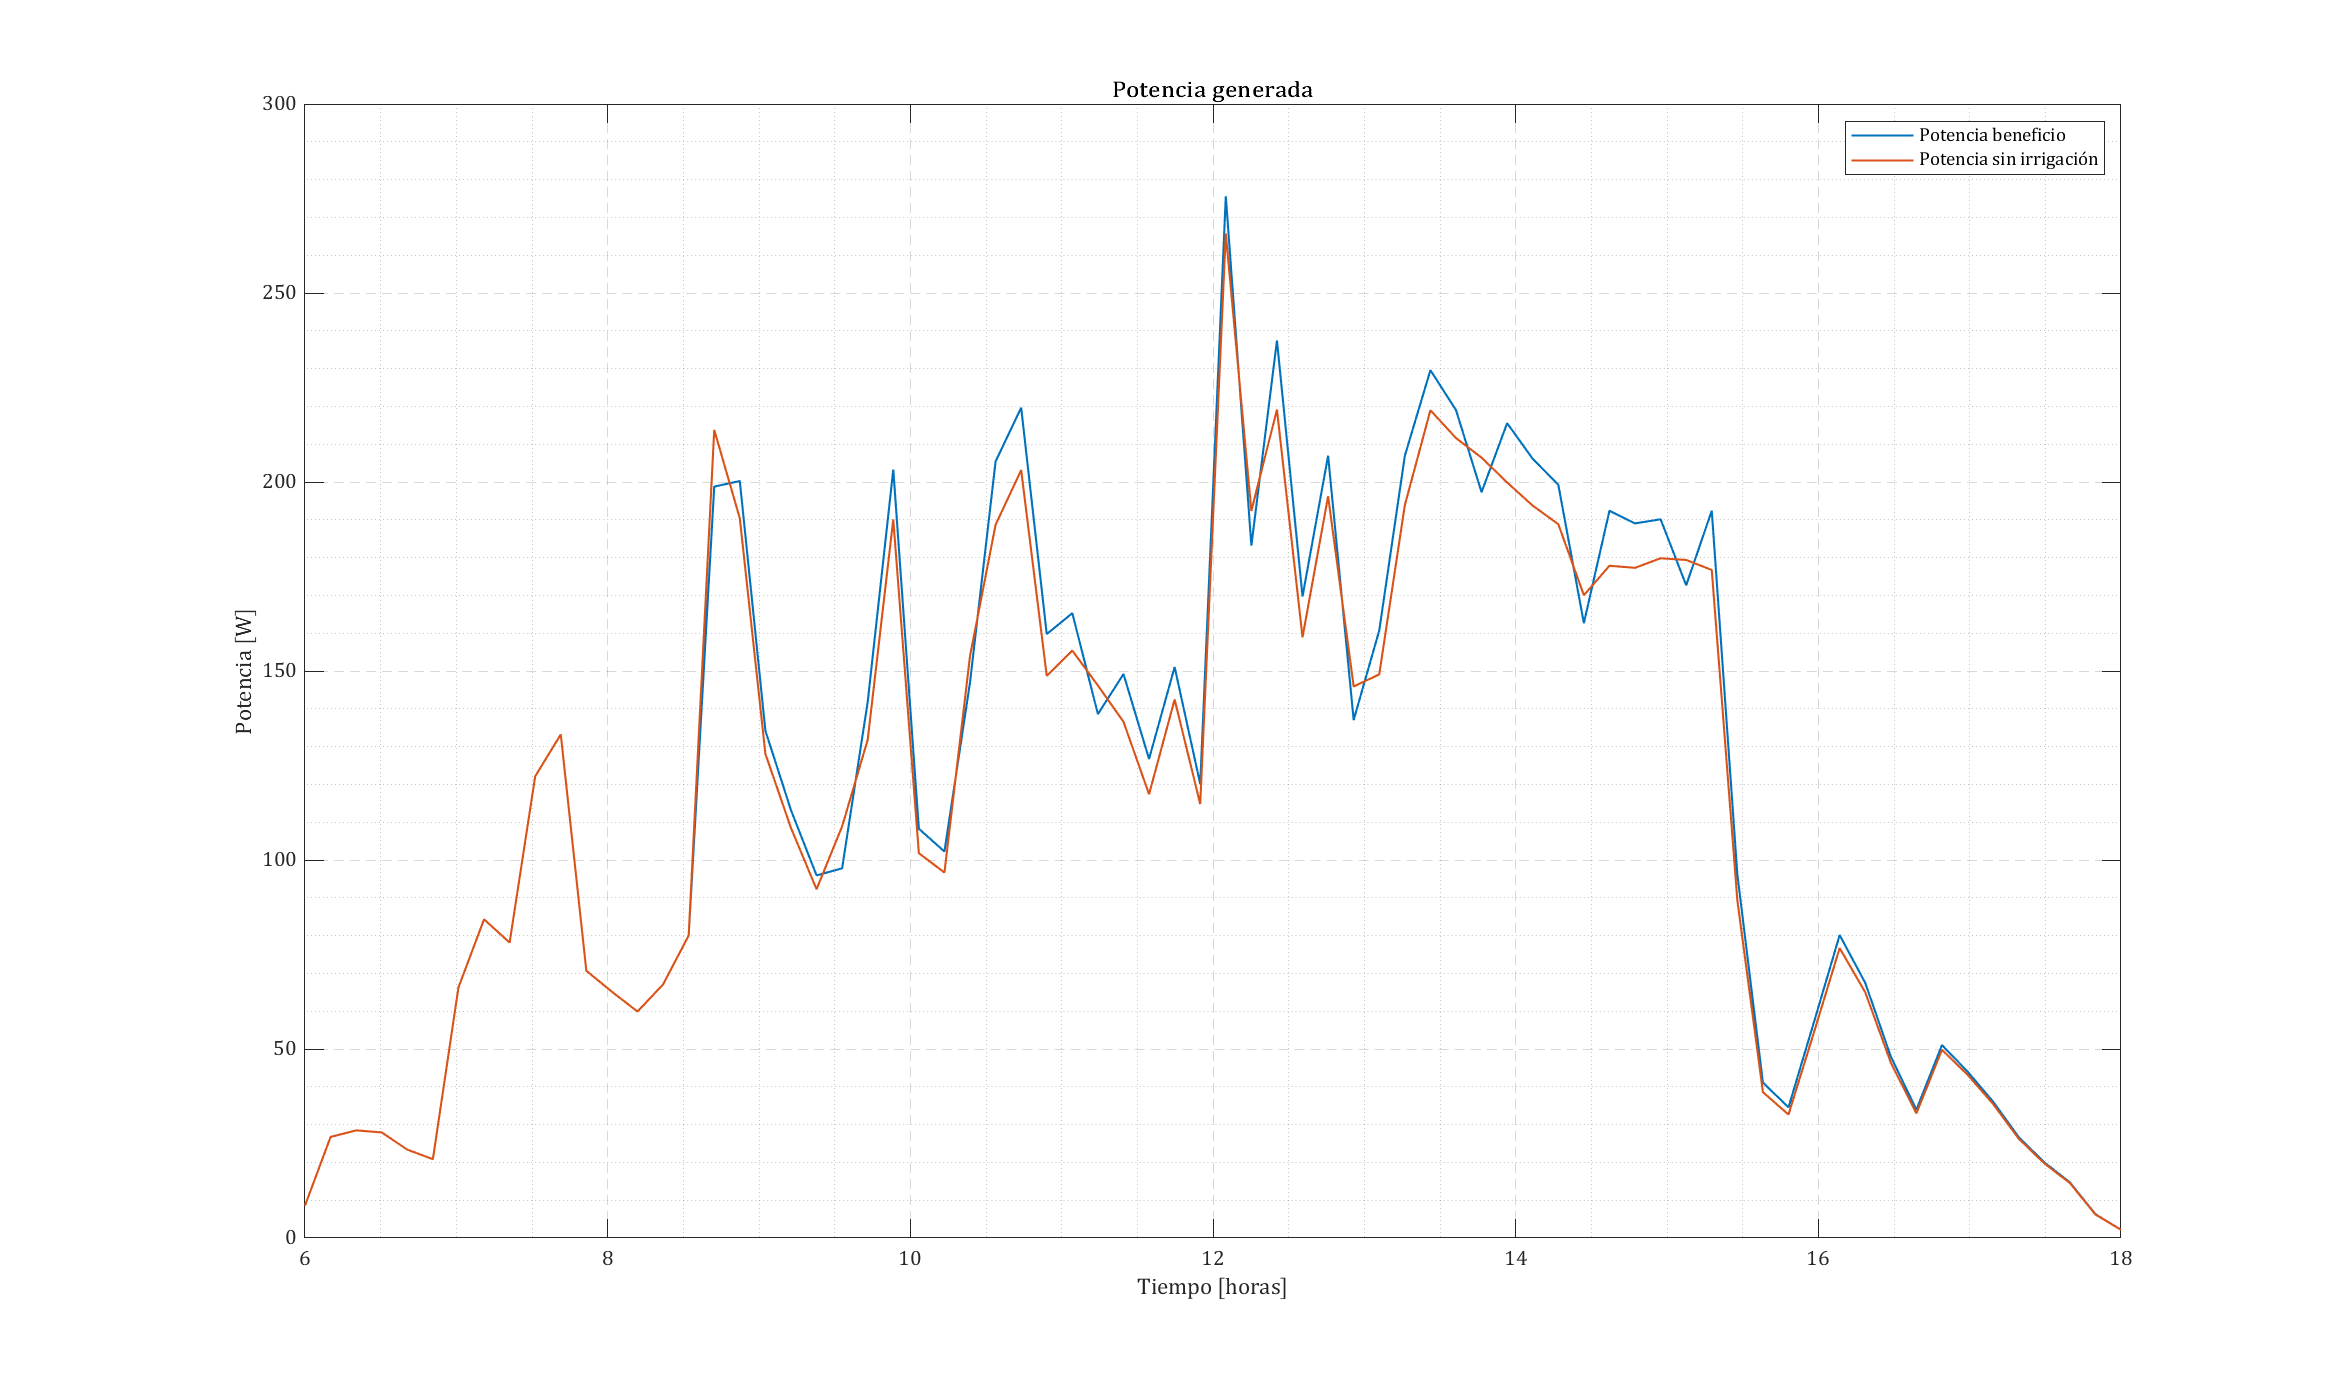 Potencia generada
300
250
200
150
100
50
0
Potencia [W]
Potencia beneficio
Potencia sin irrigación
6 8 10 12 14 16 18
Tiempo [horas]